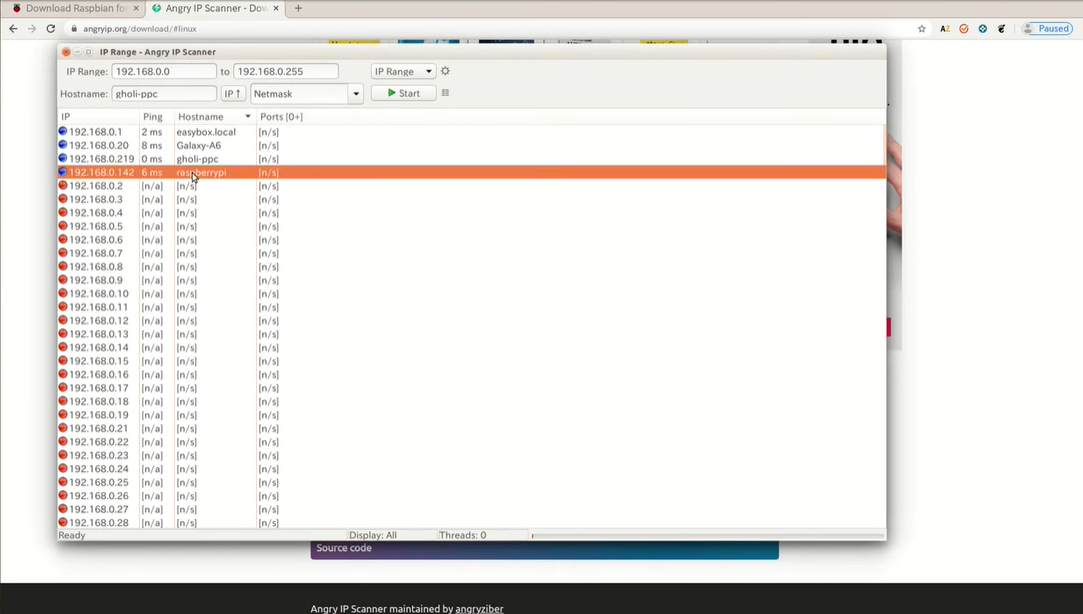 Download Raspbian fo
Angry IP Scanner - Dow
angryip.org/download/#linux
AZ
Paused
IP Range - Angry IP Scanner
IP Range: 192.168.0.0 to 192.168.0.255 IP Range
Hostname: gholi-ppc IP↑ Netmask Start
IP Ping Hostname Ports [0+]
192.168.0.1 2 ms easybox.local [n/s]
192.168.0.20 8 ms Galaxy-A6 [n/s]
192.168.0.219 0 ms gholi-ppc [n/s]
192.168.0.142 6 ms raspberrypi [n/s]
192.168.0.2 [n/a] [n/s] [n/s]
192.168.0.3 [n/a] [n/s] [n/s]
192.168.0.4 [n/a] [n/s] [n/s]
192.168.0.5 [n/a] [n/s] [n/s]
192.168.0.6 [n/a] [n/s] [n/s]
192.168.0.7 [n/a] [n/s] [n/s]
192.168.0.8 [n/a] [n/s] [n/s]
192.168.0.9 [n/a] [n/s] [n/s]
192.168.0.10 [n/a] [n/s] [n/s]
192.168.0.11 [n/a] [n/s] [n/s]
192.168.0.12 [n/a] [n/s] [n/s]
192.168.0.13 [n/a] [n/s] [n/s]
192.168.0.14 [n/a] [n/s] [n/s]
192.168.0.15 [n/a] [n/s] [n/s]
192.168.0.16 [n/a] [n/s] [n/s]
192.168.0.17 [n/a] [n/s] [n/s]
192.168.0.18 [n/a] [n/s] [n/s]
192.168.0.19 [n/a] [n/s] [n/s]
192.168.0.21 [n/a] [n/s] [n/s]
192.168.0.22 [n/a] [n/s] [n/s]
192.168.0.23 [n/a] [n/s] [n/s]
192.168.0.24 [n/a] [n/s] [n/s]
192.168.0.25 [n/a] [n/s] [n/s]
192.168.0.26 [n/a] [n/s] [n/s]
192.168.0.27 [n/a] [n/s] [n/s]
192.168.0.28 [n/a] [n/s] [n/s]
Ready Display: All Threads: 0
Source code
Angry IP Scanner maintained by angryziber